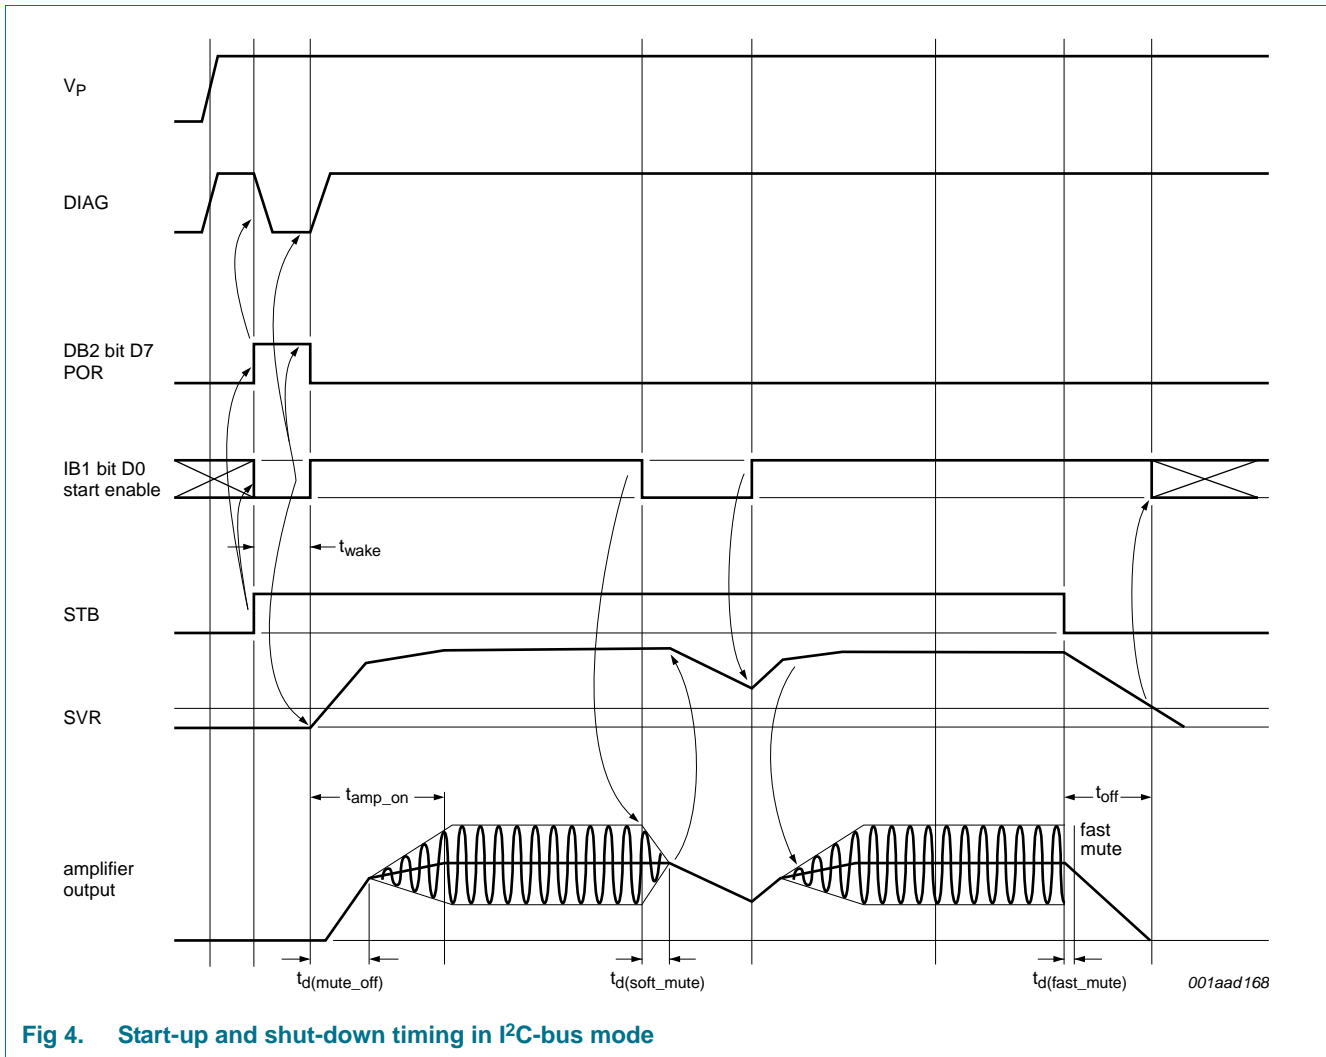 VP
DIAG
DB2 bit D7
POR
IB1 bit D0
start enable
twake
STB
SVR
tamp_on
toff
fast
mute
amplifier
output
td(mute_off)
td(soft_mute)
td(fast_mute)
001aad168
Fig 4. Start-up and shut-down timing in I²C-bus mode